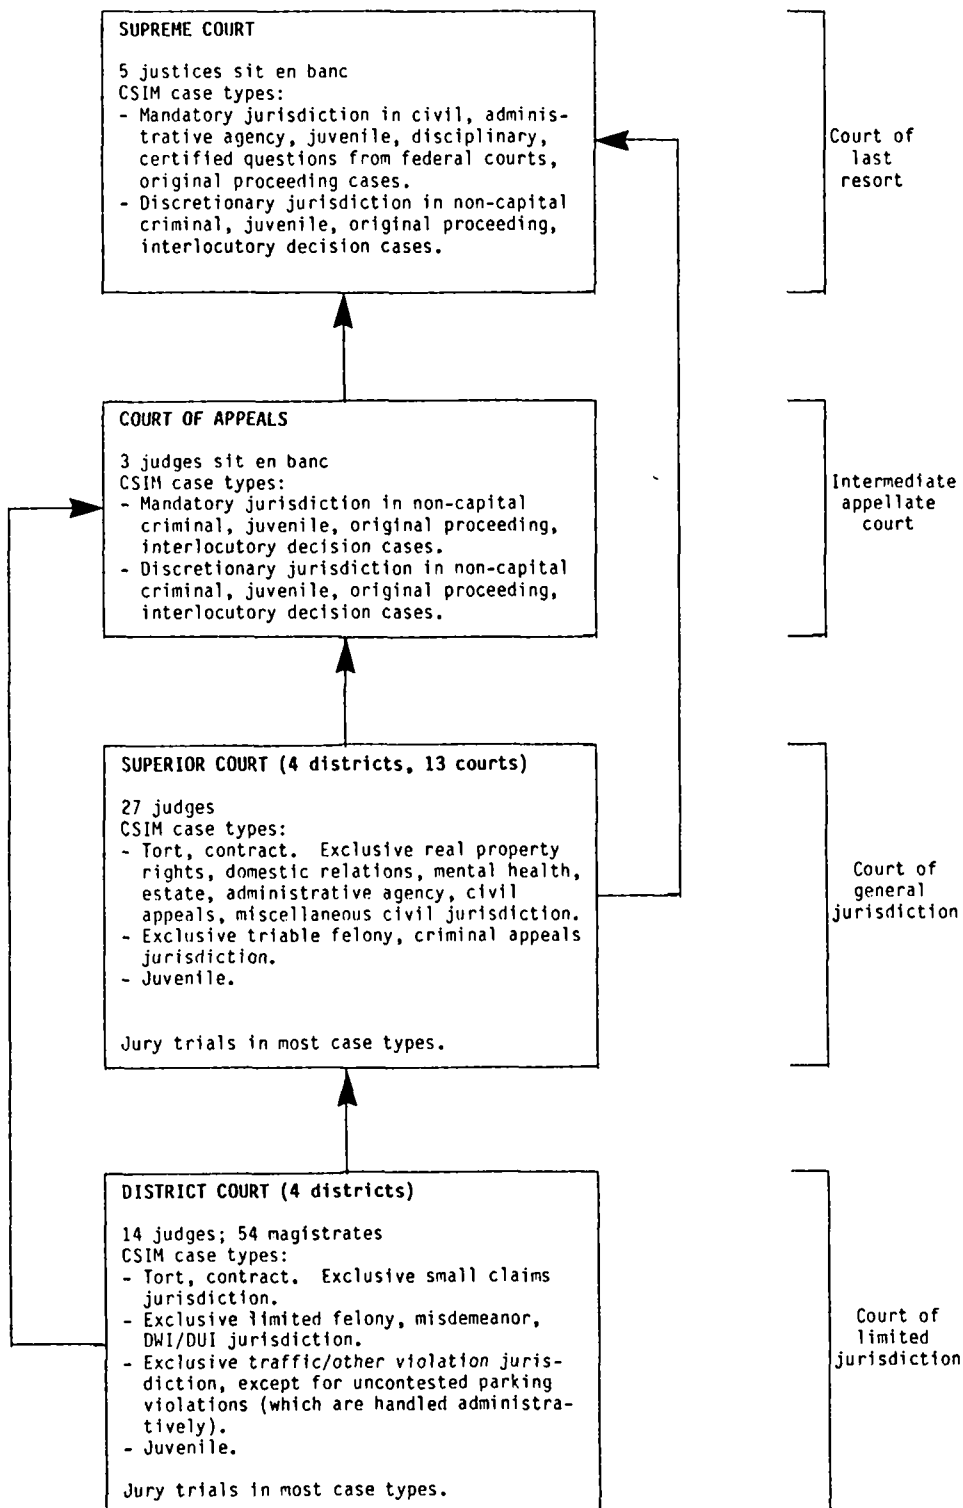 SUPREME COURT
5 justices sit en banc
CSIM case types:
- Mandatory jurisdiction in civil, adminis-
trative agency, juvenile, disciplinary,
certified questions from federal courts,
original proceeding cases.
- Discretionary jurisdiction in non-capital
criminal, juvenile, original proceeding,
interlocutory decision cases.
Court of
last
resort
COURT OF APPEALS
3 judges sit en banc
CSIM case types:
- Mandatory jurisdiction in non-capital
criminal, juvenile, original proceeding,
interlocutory decision cases.
- Discretionary jurisdiction in non-capital
criminal, juvenile, original proceeding,
interlocutory decision cases.
Intermediate
appellate
court
SUPERIOR COURT (4 districts, 13 courts)
27 judges
CSIM case types:
- Tort, contract. Exclusive real property
rights, domestic relations, mental health,
estate, administrative agency, civil
appeals, miscellaneous civil jurisdiction.
- Exclusive triable felony, criminal appeals
jurisdiction.
- Juvenile.
Jury trials in most case types.
Court of
general
jurisdiction
DISTRICT COURT (4 districts)
14 judges; 54 magistrates
CSIM case types:
- Tort, contract. Exclusive small claims
jurisdiction.
- Exclusive limited felony, misdemeanor,
DWI/DUI jurisdiction.
- Exclusive traffic/other violation juris-
diction, except for uncontested parking
violations (which are handled administra-
tively).
- Juvenile.
Jury trials in most case types.
Court of
limited
jurisdiction